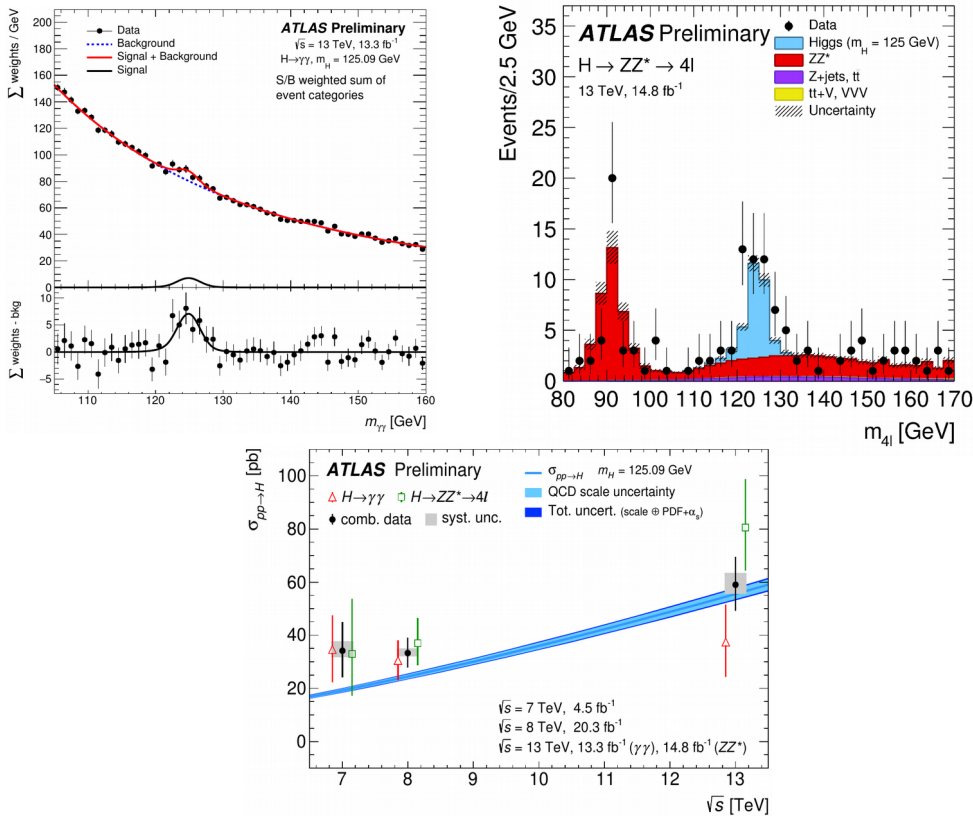 ATLAS Preliminary
√s = 13 TeV, 13.3 fb⁻¹
H→γγ, m_H = 125.09 GeV
S/B weighted sum of
event categories
Data
Background
Signal + Background
Signal
Σ weights / GeV
200
180
160
140
120
100
80
60
40
20
0
Σ weights - bkg
10
5
0
−5
110 120 130 140 150 160
m_γγ [GeV]
ATLAS Preliminary
H → ZZ* → 4l
13 TeV, 14.8 fb⁻¹
Data
Higgs (m_H = 125 GeV)
ZZ*
Z+jets, tt
tt+V, VVV
Uncertainty
Events/2.5 GeV
35
30
25
20
15
10
5
0
80 90 100 110 120 130 140 150 160 170
m_4l [GeV]
ATLAS Preliminary
H→γγ H→ZZ*→4l
comb. data syst. unc.
σ_pp→H m_H = 125.09 GeV
QCD scale uncertainty
Tot. uncert. (scale ⊕ PDF+α_s)
σ_pp→H [pb]
100
80
60
40
20
0
√s = 7 TeV, 4.5 fb⁻¹
√s = 8 TeV, 20.3 fb⁻¹
√s = 13 TeV, 13.3 fb⁻¹ (γγ), 14.8 fb⁻¹ (ZZ*)
7 8 9 10 11 12 13
√s [TeV]